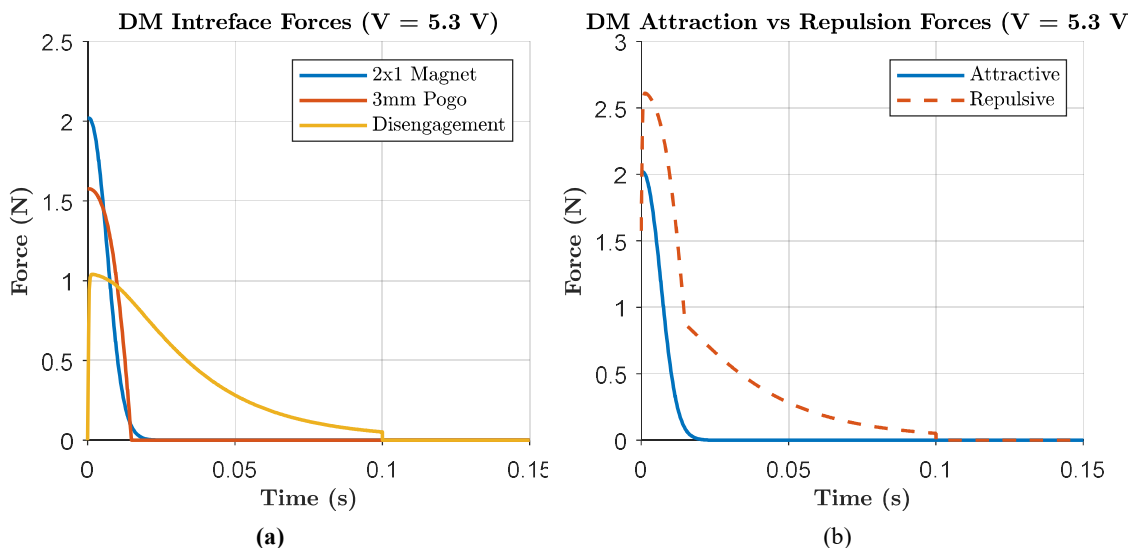 DM Intreface Forces (V = 5.3 V)
2.5
2
1.5
1
0.5
0
Force (N)
2x1 Magnet
3mm Pogo
Disengagement
0
0.05
0.1
0.15
Time (s)
(a)
DM Attraction vs Repulsion Forces (V = 5.3 V
3
2.5
2
1.5
1
0.5
0
Force (N)
Attractive
Repulsive
0
0.05
0.1
0.15
Time (s)
(b)